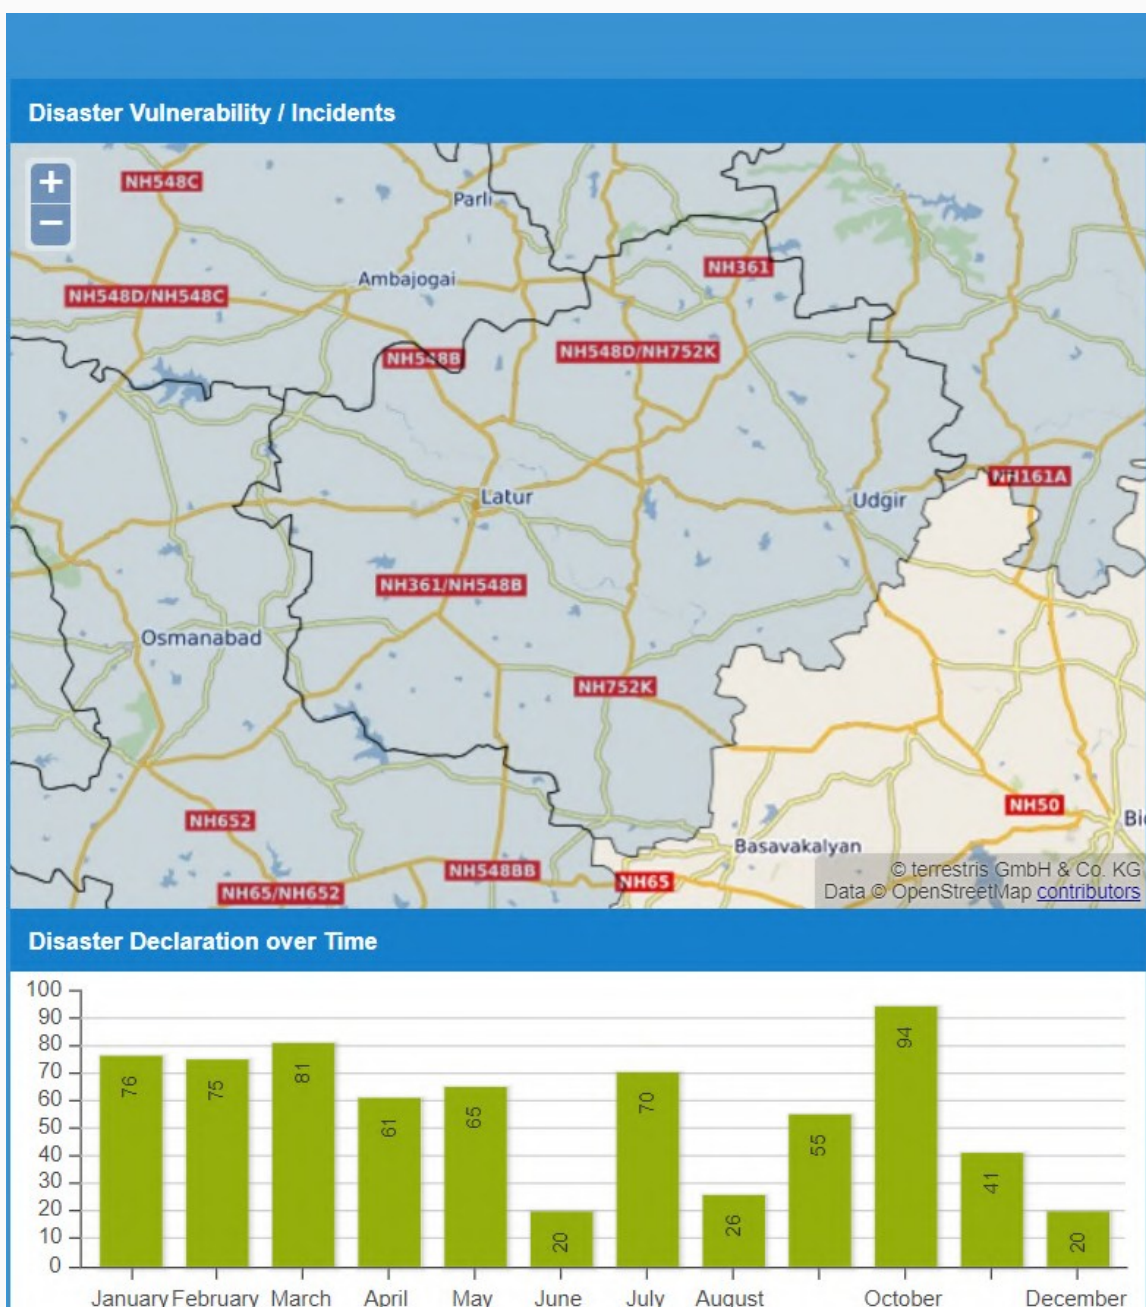 Disaster Vulnerability / Incidents
+
−
NH548C
Parli
Ambajogai
NH361
NH548D/NH548C
NH548B
NH548D/NH752K
NH161A
Latur
Udgir
NH361/NH548B
Osmanabad
NH752K
NH50
NH652
Basavakalyan
NH548BB
NH65
NH65/NH652
© terrestris GmbH & Co. KG
Data © OpenStreetMap contributors
Disaster Declaration over Time
100
90
80
70
60
50
40
30
20
10
0
76
75
81
61
65
20
70
26
55
94
41
20
January February March April May June July August October December